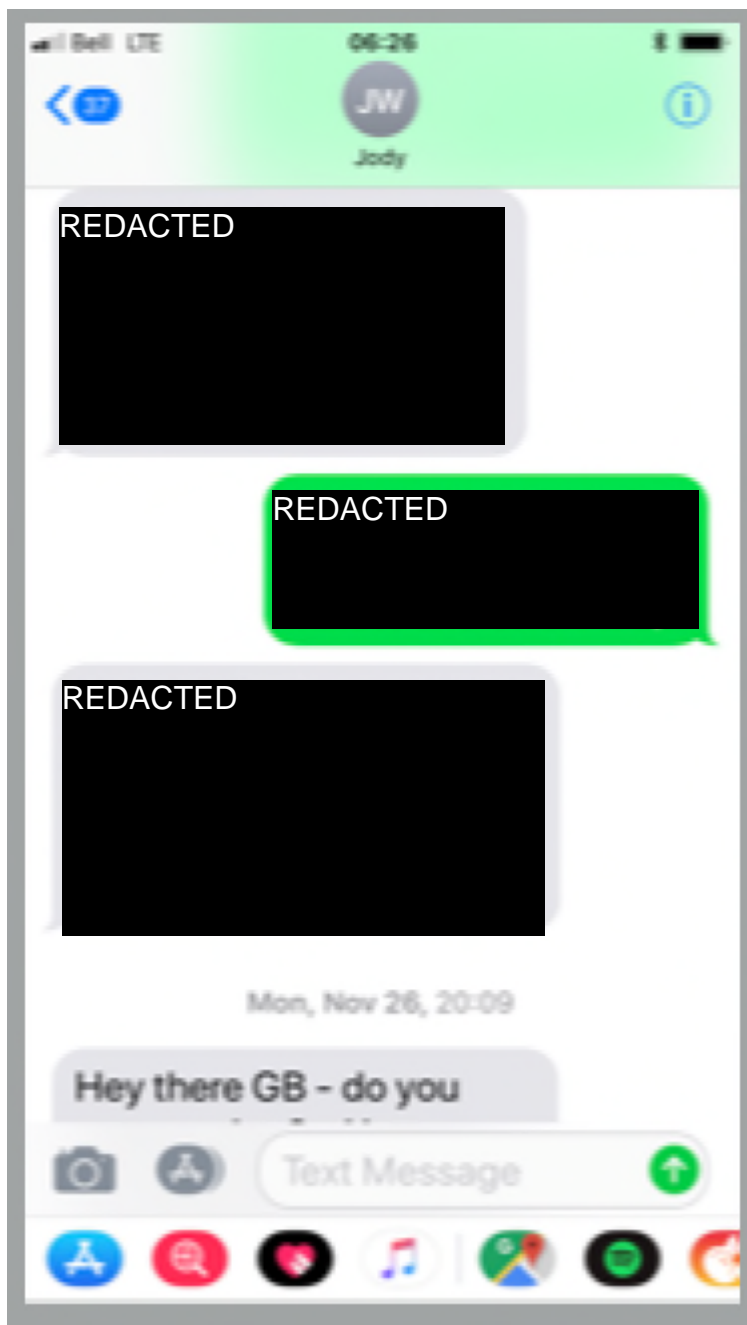 Bell LTE 06:26
37
JW
Jody
REDACTED
REDACTED
REDACTED
Mon, Nov 26, 20:09
Hey there GB - do you
Text Message